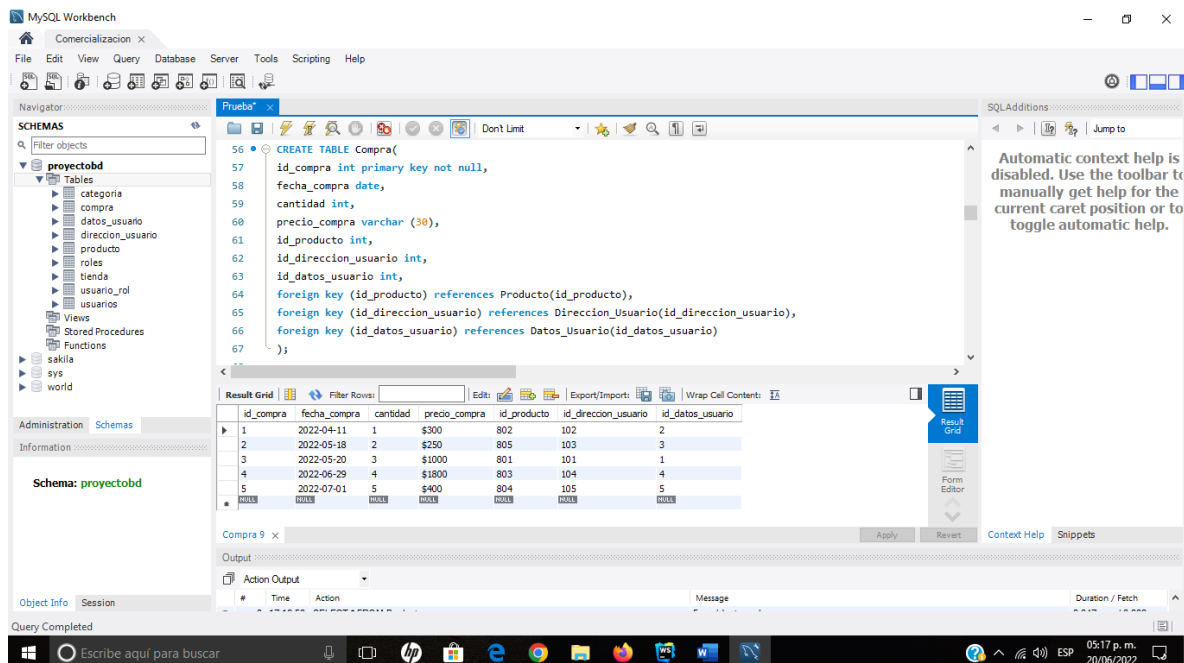 MySQL Workbench
Comercializacion ×
File Edit View Query Database Server Tools Scripting Help
Navigator
SCHEMAS
Filter objects
proyectobd
Tables
categoria
compra
datos_usuario
direccion_usuario
producto
roles
tienda
usuario_rol
usuarios
Views
Stored Procedures
Functions
sakila
sys
world
Administration Schemas
Information
Schema: proyectobd
Object Info Session
Prueba* ×
Don't Limit
56 CREATE TABLE Compra(
57 id_compra int primary key not null,
58 fecha_compra date,
59 cantidad int,
60 precio_compra varchar (30),
61 id_producto int,
62 id_direccion_usuario int,
63 id_datos_usuario int,
64 foreign key (id_producto) references Producto(id_producto),
65 foreign key (id_direccion_usuario) references Direccion_Usuario(id_direccion_usuario),
66 foreign key (id_datos_usuario) references Datos_Usuario(id_datos_usuario)
67 );
Result Grid Filter Rows: Edit: Export/Import: Wrap Cell Content:
id_compra fecha_compra cantidad precio_compra id_producto id_direccion_usuario id_datos_usuario
1 2022-04-11 1 $300 802 102 2
2 2022-05-18 2 $250 805 103 3
3 2022-05-20 3 $1000 801 101 1
4 2022-06-29 4 $1800 803 104 4
5 2022-07-01 5 $400 804 105 5
NULL NULL NULL NULL NULL NULL NULL
Result Grid
Form Editor
Compra 9 ×
Apply Revert
Output
Action Output
# Time Action Message Duration / Fetch
SQLAdditions
Jump to
Automatic context help is
disabled. Use the toolbar to
manually get help for the
current caret position or to
toggle automatic help.
Context Help Snippets
Query Completed
Escribe aquí para buscar
hp
WS
W
ESP
05:17 p. m.
20/06/2022